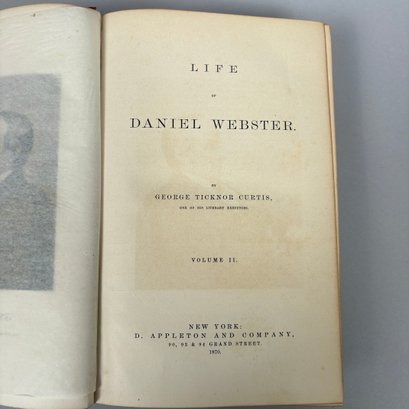 LIFE
OF
DANIEL WEBSTER.
BY
GEORGE TICKNOR CURTIS,
ONE OF HIS LITERARY EXECUTORS.
VOLUME II.
NEW YORK:
D. APPLETON AND COMPANY,
90, 92 & 94 GRAND STREET.
1870.